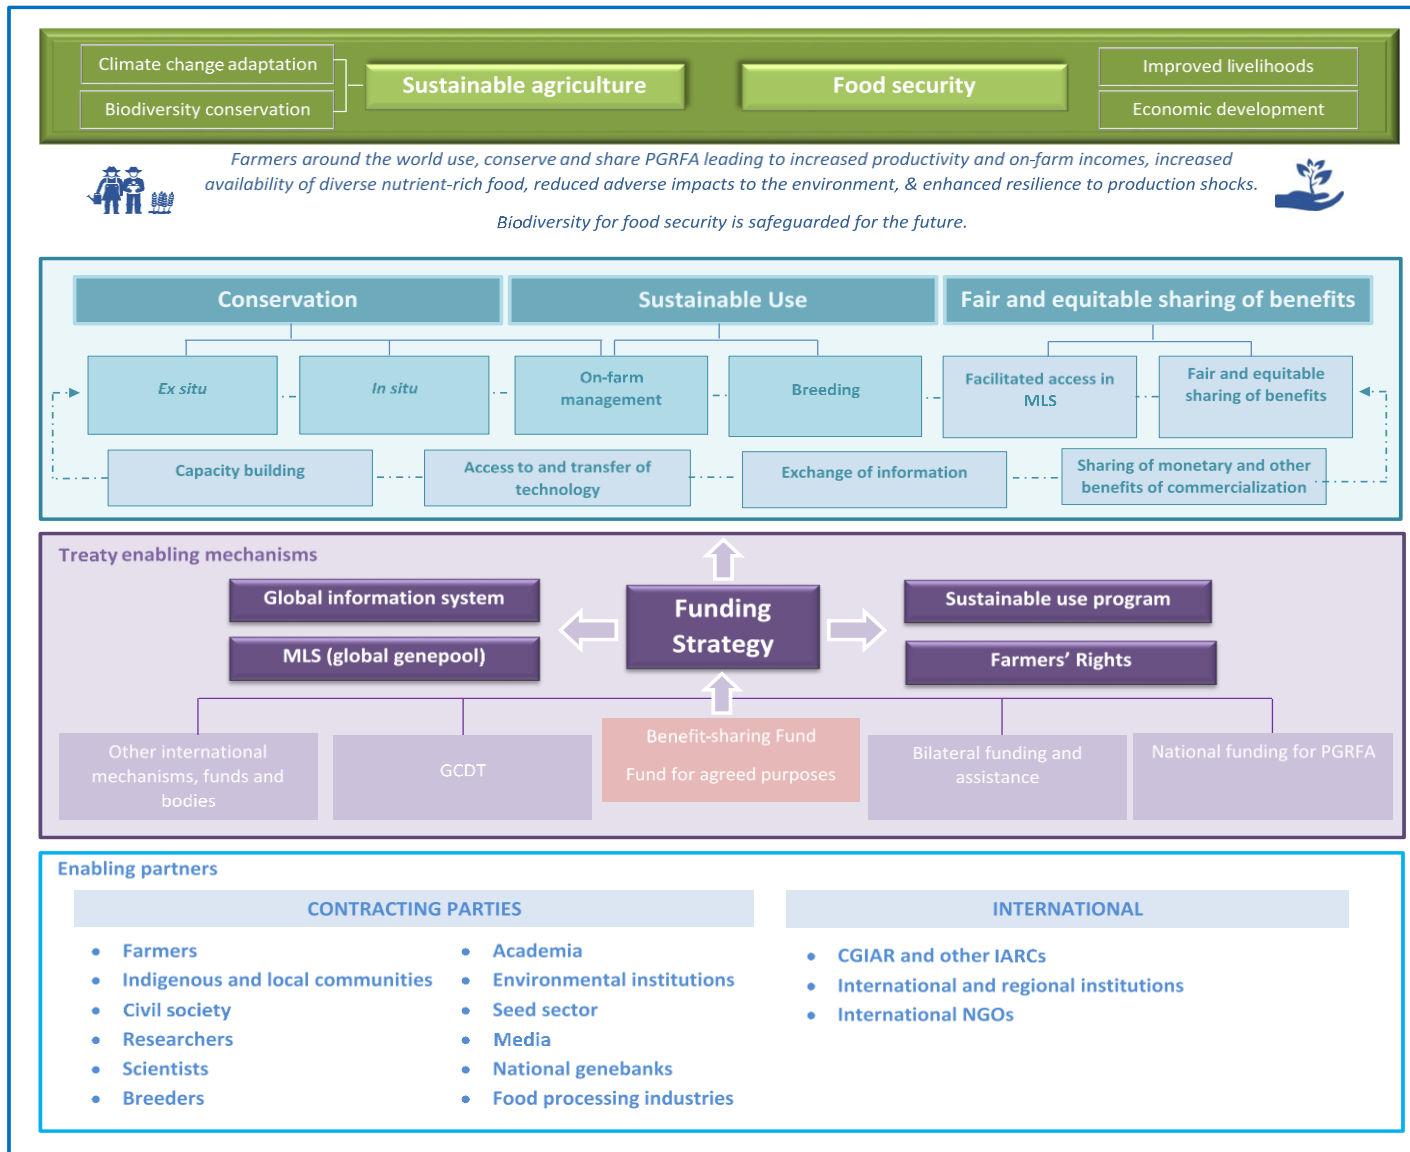 Climate change adaptation
Biodiversity conservation
Sustainable agriculture
Food security
Improved livelihoods
Economic development
Farmers around the world use, conserve and share PGRFA leading to increased productivity and on-farm incomes, increased
availability of diverse nutrient-rich food, reduced adverse impacts to the environment, & enhanced resilience to production shocks.
Biodiversity for food security is safeguarded for the future.
Conservation
Sustainable Use
Fair and equitable sharing of benefits
Ex situ
In situ
On-farm
management
Breeding
Facilitated access in
MLS
Fair and equitable
sharing of benefits
Capacity building
Access to and transfer of
technology
Exchange of information
Sharing of monetary and other
benefits of commercialization
Treaty enabling mechanisms
Global information system
MLS (global genepool)
Funding
Strategy
Sustainable use program
Farmers’ Rights
Other international
mechanisms, funds and
bodies
GCDT
Benefit-sharing Fund
Fund for agreed purposes
Bilateral funding and
assistance
National funding for PGRFA
Enabling partners
CONTRACTING PARTIES
• Farmers
• Indigenous and local communities
• Civil society
• Researchers
• Scientists
• Breeders
• Academia
• Environmental institutions
• Seed sector
• Media
• National genebanks
• Food processing industries
INTERNATIONAL
• CGIAR and other IARCs
• International and regional institutions
• International NGOs